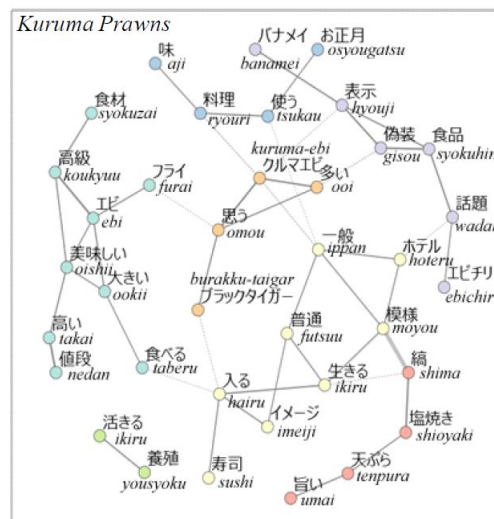 Kuruma Prawns
味
aji
バナメイ
banamei
お正月
osyougatsu
食材
syokuzai
料理
ryouri
使う
tsukau
表示
hyouji
偽装
gisou
食品
syokuhin
高級
koukyuu
フライ
furai
kuruma-ebi
クルマエビ
多い
ooi
エビ
ebi
思う
omou
話題
wadai
美味しい
oishii
大きい
ookii
一般
ippan
ホテル
hoteru
burakku-taigar
ブラックタイガー
エビチリ
ebichiri
高い
takai
値段
nedan
食べる
taberu
普通
futsuu
模様
moyou
入る
hairu
生きる
ikiru
縞
shima
イメージ
imeiji
活きる
ikiru
養殖
yousyoku
寿司
sushi
塩焼き
shioyaki
天ぷら
tenpura
旨い
umai